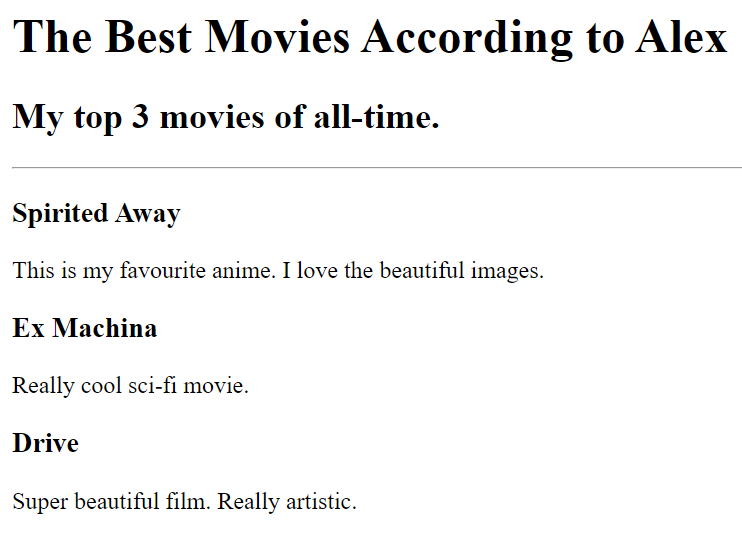 The Best Movies According to Alex
My top 3 movies of all-time.
Spirited Away
This is my favourite anime. I love the beautiful images.
Ex Machina
Really cool sci-fi movie.
Drive
Super beautiful film. Really artistic.